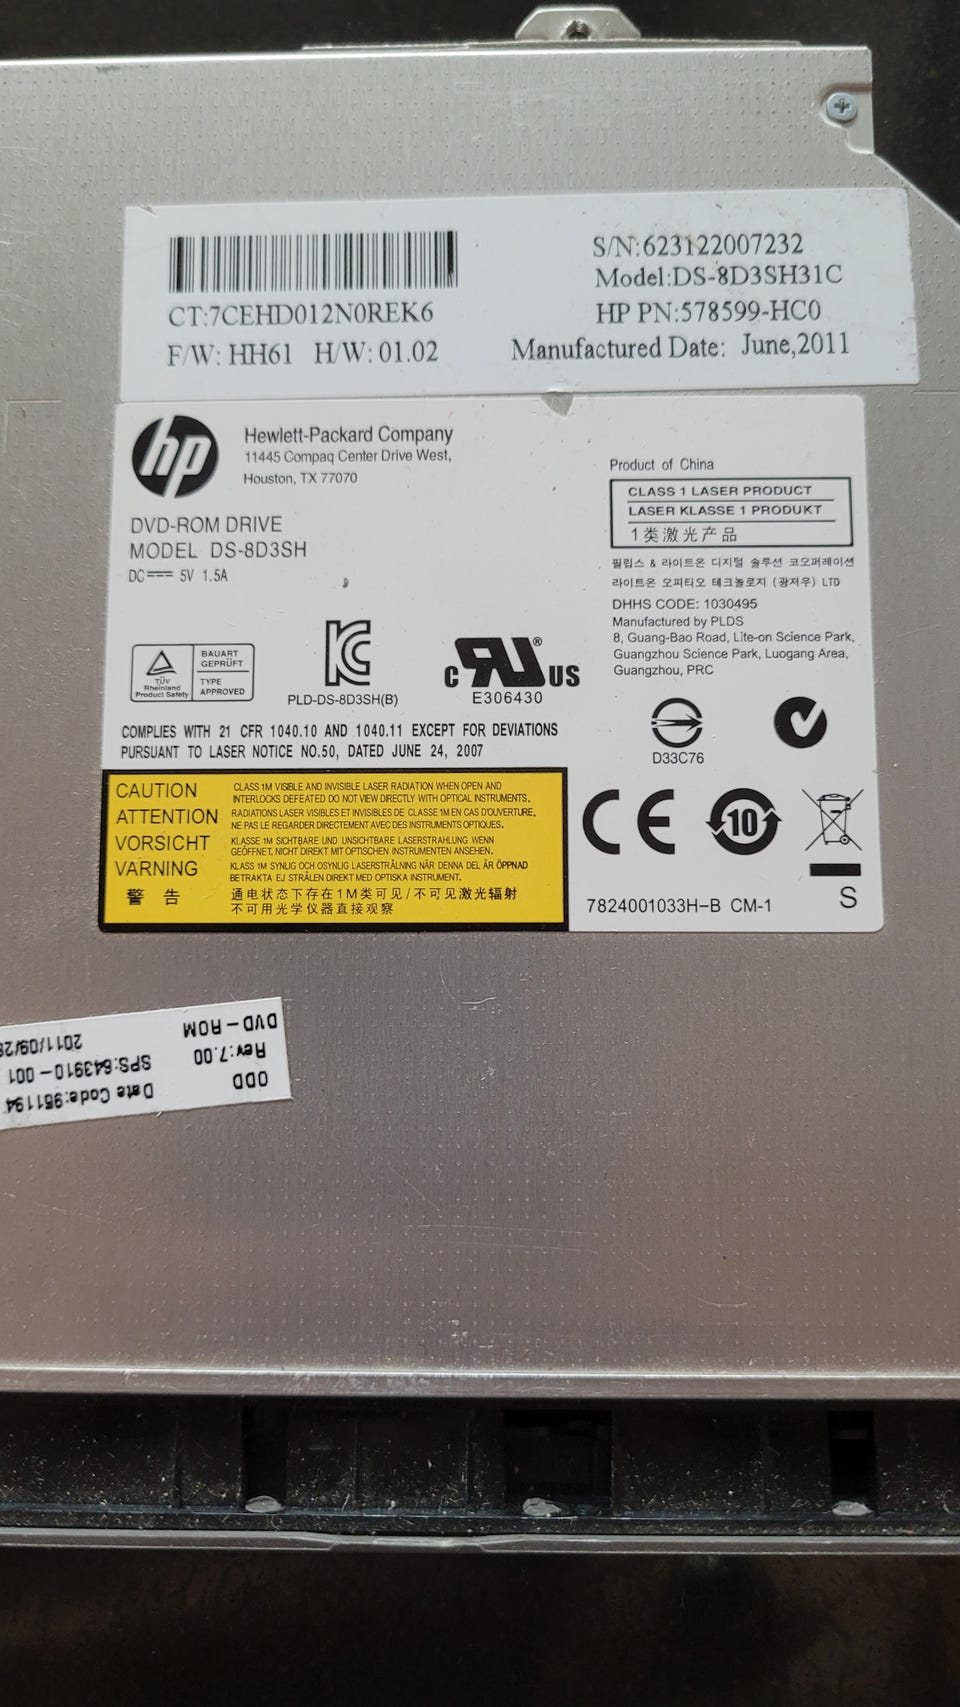 CT:7CEHD012N0REK6
F/W: HH61 H/W: 01.02
S/N:623122007232
Model:DS-8D3SH31C
HP PN:578599-HC0
Manufactured Date: June,2011
hp
Hewlett-Packard Company
11445 Compaq Center Drive West,
Houston, TX 77070
DVD-ROM DRIVE
MODEL DS-8D3SH
DC 5V 1.5A
Product of China
CLASS 1 LASER PRODUCT
LASER KLASSE 1 PRODUKT
1类激光产品
필립스 & 라이트온 디지털 솔루션 코오퍼레이션
라이트온 오피티오 테크놀로지 (광저우) LTD
DHHS CODE: 1030495
Manufactured by PLDS
8, Guang-Bao Road, Lite-on Science Park,
Guangzhou Science Park, Luogang Area,
Guangzhou, PRC
TÜV
Rheinland
Product Safety
BAUART
GEPRÜFT
TYPE
APPROVED
KC
PLD-DS-8D3SH(B)
c RU US
®
E306430
D33C76
COMPLIES WITH 21 CFR 1040.10 AND 1040.11 EXCEPT FOR DEVIATIONS
PURSUANT TO LASER NOTICE NO.50, DATED JUNE 24, 2007
CAUTION
CLASS 1M VISIBLE AND INVISIBLE LASER RADIATION WHEN OPEN AND
INTERLOCKS DEFEATED DO NOT VIEW DIRECTLY WITH OPTICAL INSTRUMENTS.
ATTENTION
RADIATIONS LASER VISIBLES ET INVISIBLES DE CLASSE 1M EN CAS D'OUVERTURE,
NE PAS LE REGARDER DIRECTEMENT AVEC DES INSTRUMENTS OPTIQUES.
VORSICHT
KLASSE 1M SICHTBARE UND UNSICHTBARE LASERSTRAHLUNG WENN
GEÖFFNET. NICHT DIREKT MIT OPTISCHEN INSTRUMENTEN ANSEHEN.
VARNING
KLASS 1M SYNLIG OCH OSYNLIG LASERSTRÅLNING NÄR DENNA DEL ÄR ÖPPNAD
BETRAKTA EJ STRÅLEN DIREKT MED OPTISKA INSTRUMENT.
警告
通电状态下存在1M类可见/不可见激光辐射
不可用光学仪器直接观察
CE
10
7824001033H-B CM-1
S
ODD
Date Code:951194
Rev:7.00
SPS:643910-001
DVD-ROM
2011/09/28